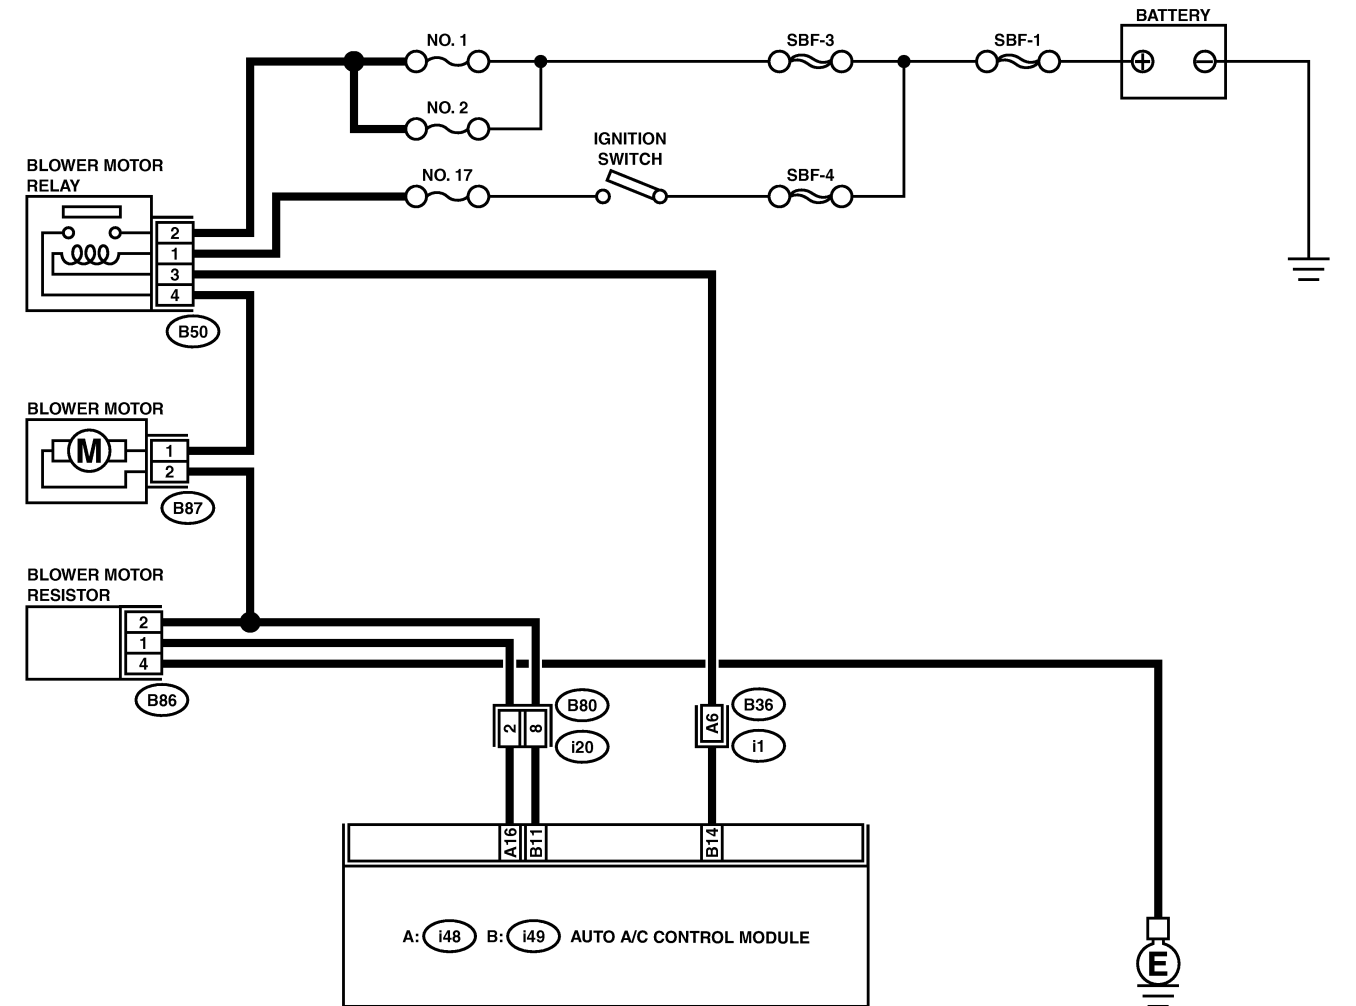 BATTERY
NO. 1
SBF-3
SBF-1
NO. 2
IGNITION
SWITCH
BLOWER MOTOR
RELAY
NO. 17
SBF-4
2
1
3
4
B50
BLOWER MOTOR
M
1
2
B87
BLOWER MOTOR
RESISTOR
2
1
4
B86
2
8
B80
i20
A6
B36
i1
A16
B11
B14
A: i48 B: i49 AUTO A/C CONTROL MODULE
E